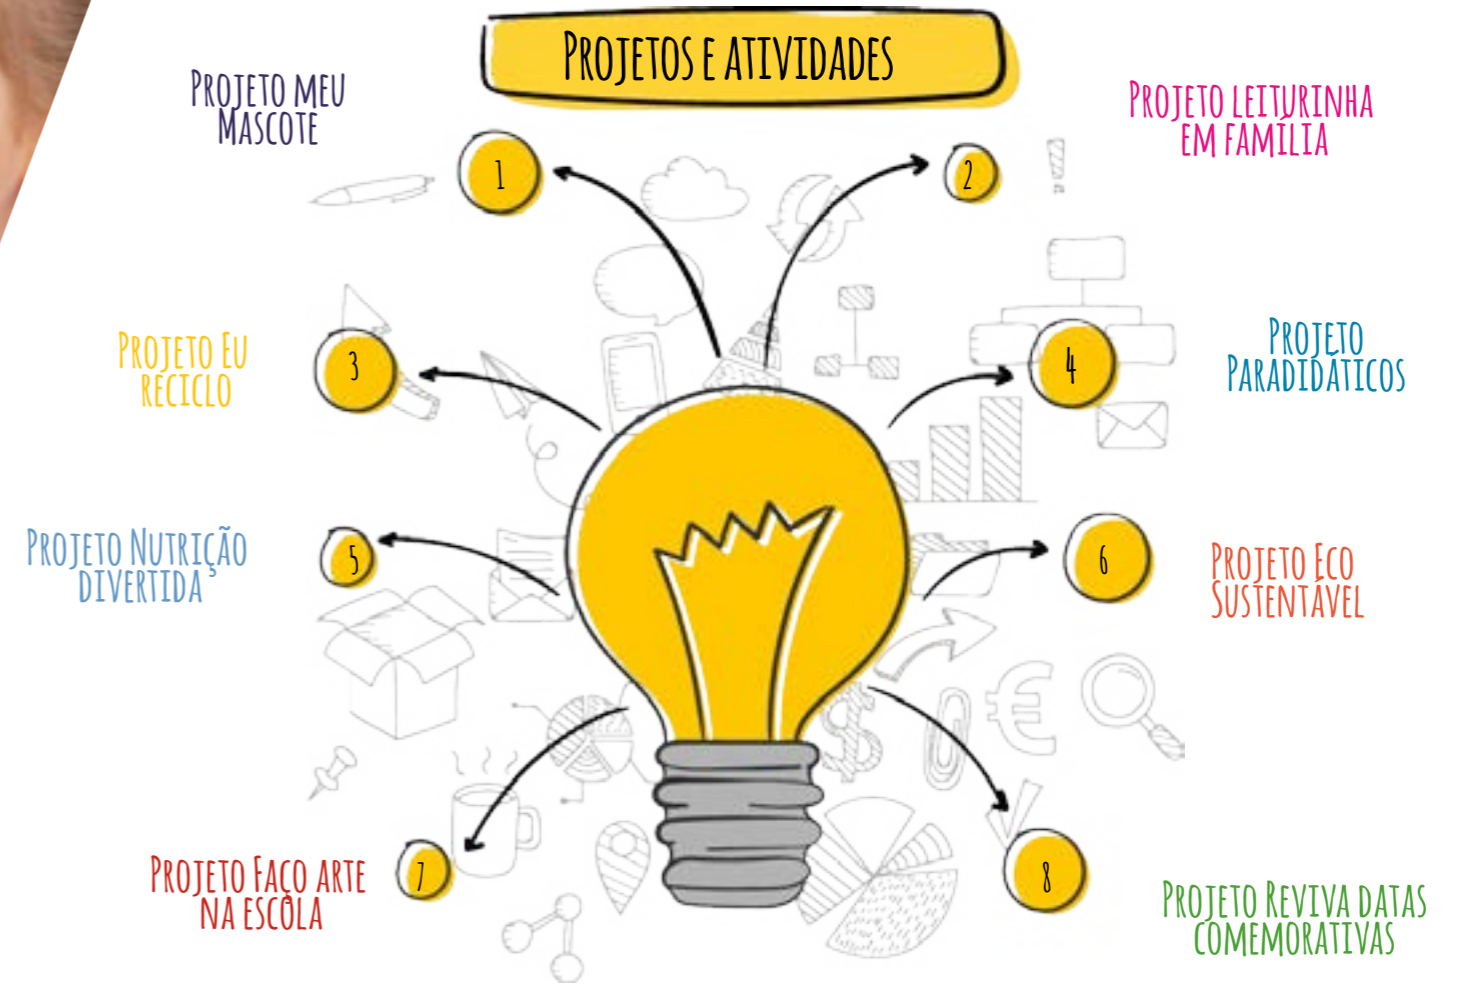 PROJETOS E ATIVIDADES
PROJETO MEU
MASCOTE
1
2
PROJETO LEITURINHA
EM FAMÍLIA
PROJETO EU
RECICLO
3
4
PROJETO
PARADIDÁTICOS
PROJETO NUTRIÇÃO
DIVERTIDA
5
6
PROJETO ECO
SUSTENTÁVEL
PROJETO FAÇO ARTE
NA ESCOLA
7
8
PROJETO REVIVA DATAS
COMEMORATIVAS